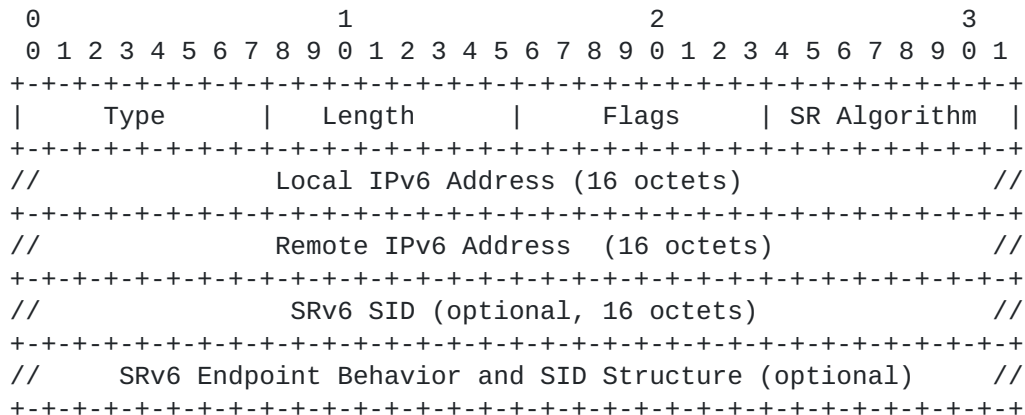 0                   1                   2                   3
 0 1 2 3 4 5 6 7 8 9 0 1 2 3 4 5 6 7 8 9 0 1 2 3 4 5 6 7 8 9 0 1
+-+-+-+-+-+-+-+-+-+-+-+-+-+-+-+-+-+-+-+-+-+-+-+-+-+-+-+-+-+-+-+-+
|     Type      |   Length      |     Flags     | SR Algorithm  |
+-+-+-+-+-+-+-+-+-+-+-+-+-+-+-+-+-+-+-+-+-+-+-+-+-+-+-+-+-+-+-+-+
//               Local IPv6 Address (16 octets)                //
+-+-+-+-+-+-+-+-+-+-+-+-+-+-+-+-+-+-+-+-+-+-+-+-+-+-+-+-+-+-+-+-+
//               Remote IPv6 Address  (16 octets)              //
+-+-+-+-+-+-+-+-+-+-+-+-+-+-+-+-+-+-+-+-+-+-+-+-+-+-+-+-+-+-+-+-+
//                SRv6 SID (optional, 16 octets)               //
+-+-+-+-+-+-+-+-+-+-+-+-+-+-+-+-+-+-+-+-+-+-+-+-+-+-+-+-+-+-+-+-+
//     SRv6 Endpoint Behavior and SID Structure (optional)     //
+-+-+-+-+-+-+-+-+-+-+-+-+-+-+-+-+-+-+-+-+-+-+-+-+-+-+-+-+-+-+-+-+